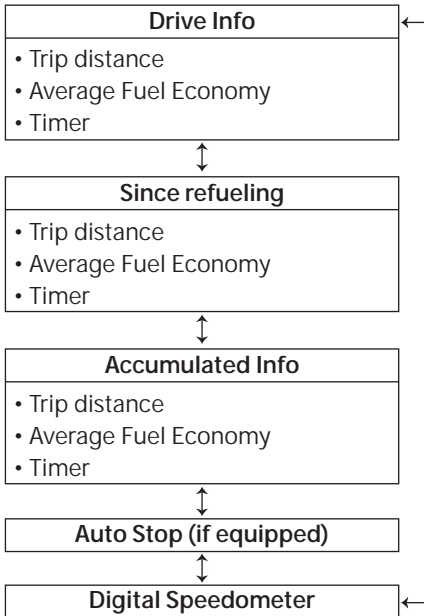 Drive Info
• Trip distance
• Average Fuel Economy
• Timer
Since refueling
• Trip distance
• Average Fuel Economy
• Timer
Accumulated Info
• Trip distance
• Average Fuel Economy
• Timer
Auto Stop (if equipped)
Digital Speedometer